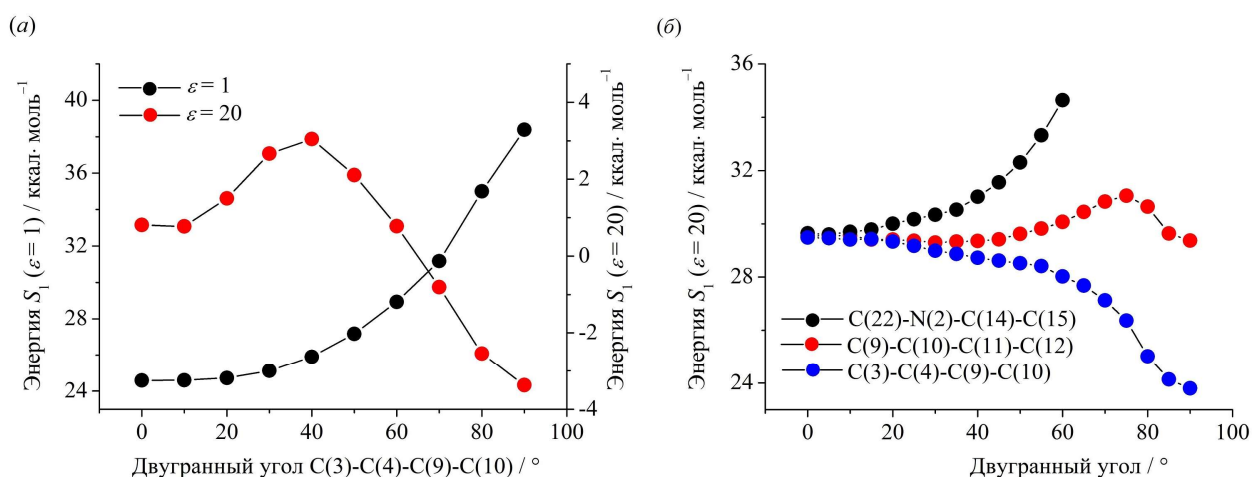 (а)
Энергия S₁ (ε = 1) / ккал· моль⁻¹
40
36
32
28
24
ε = 1
ε = 20
4
2
0
-2
-4
Энергия S₁ (ε = 20) / ккал· моль⁻¹
0 20 40 60 80 100
Двугранный угол C(3)-C(4)-C(9)-C(10) / °
(б)
Энергия S₁ (ε = 20) / ккал· моль⁻¹
36
32
28
24
C(22)-N(2)-C(14)-C(15)
C(9)-C(10)-C(11)-C(12)
C(3)-C(4)-C(9)-C(10)
0 20 40 60 80 100
Двугранный угол / °